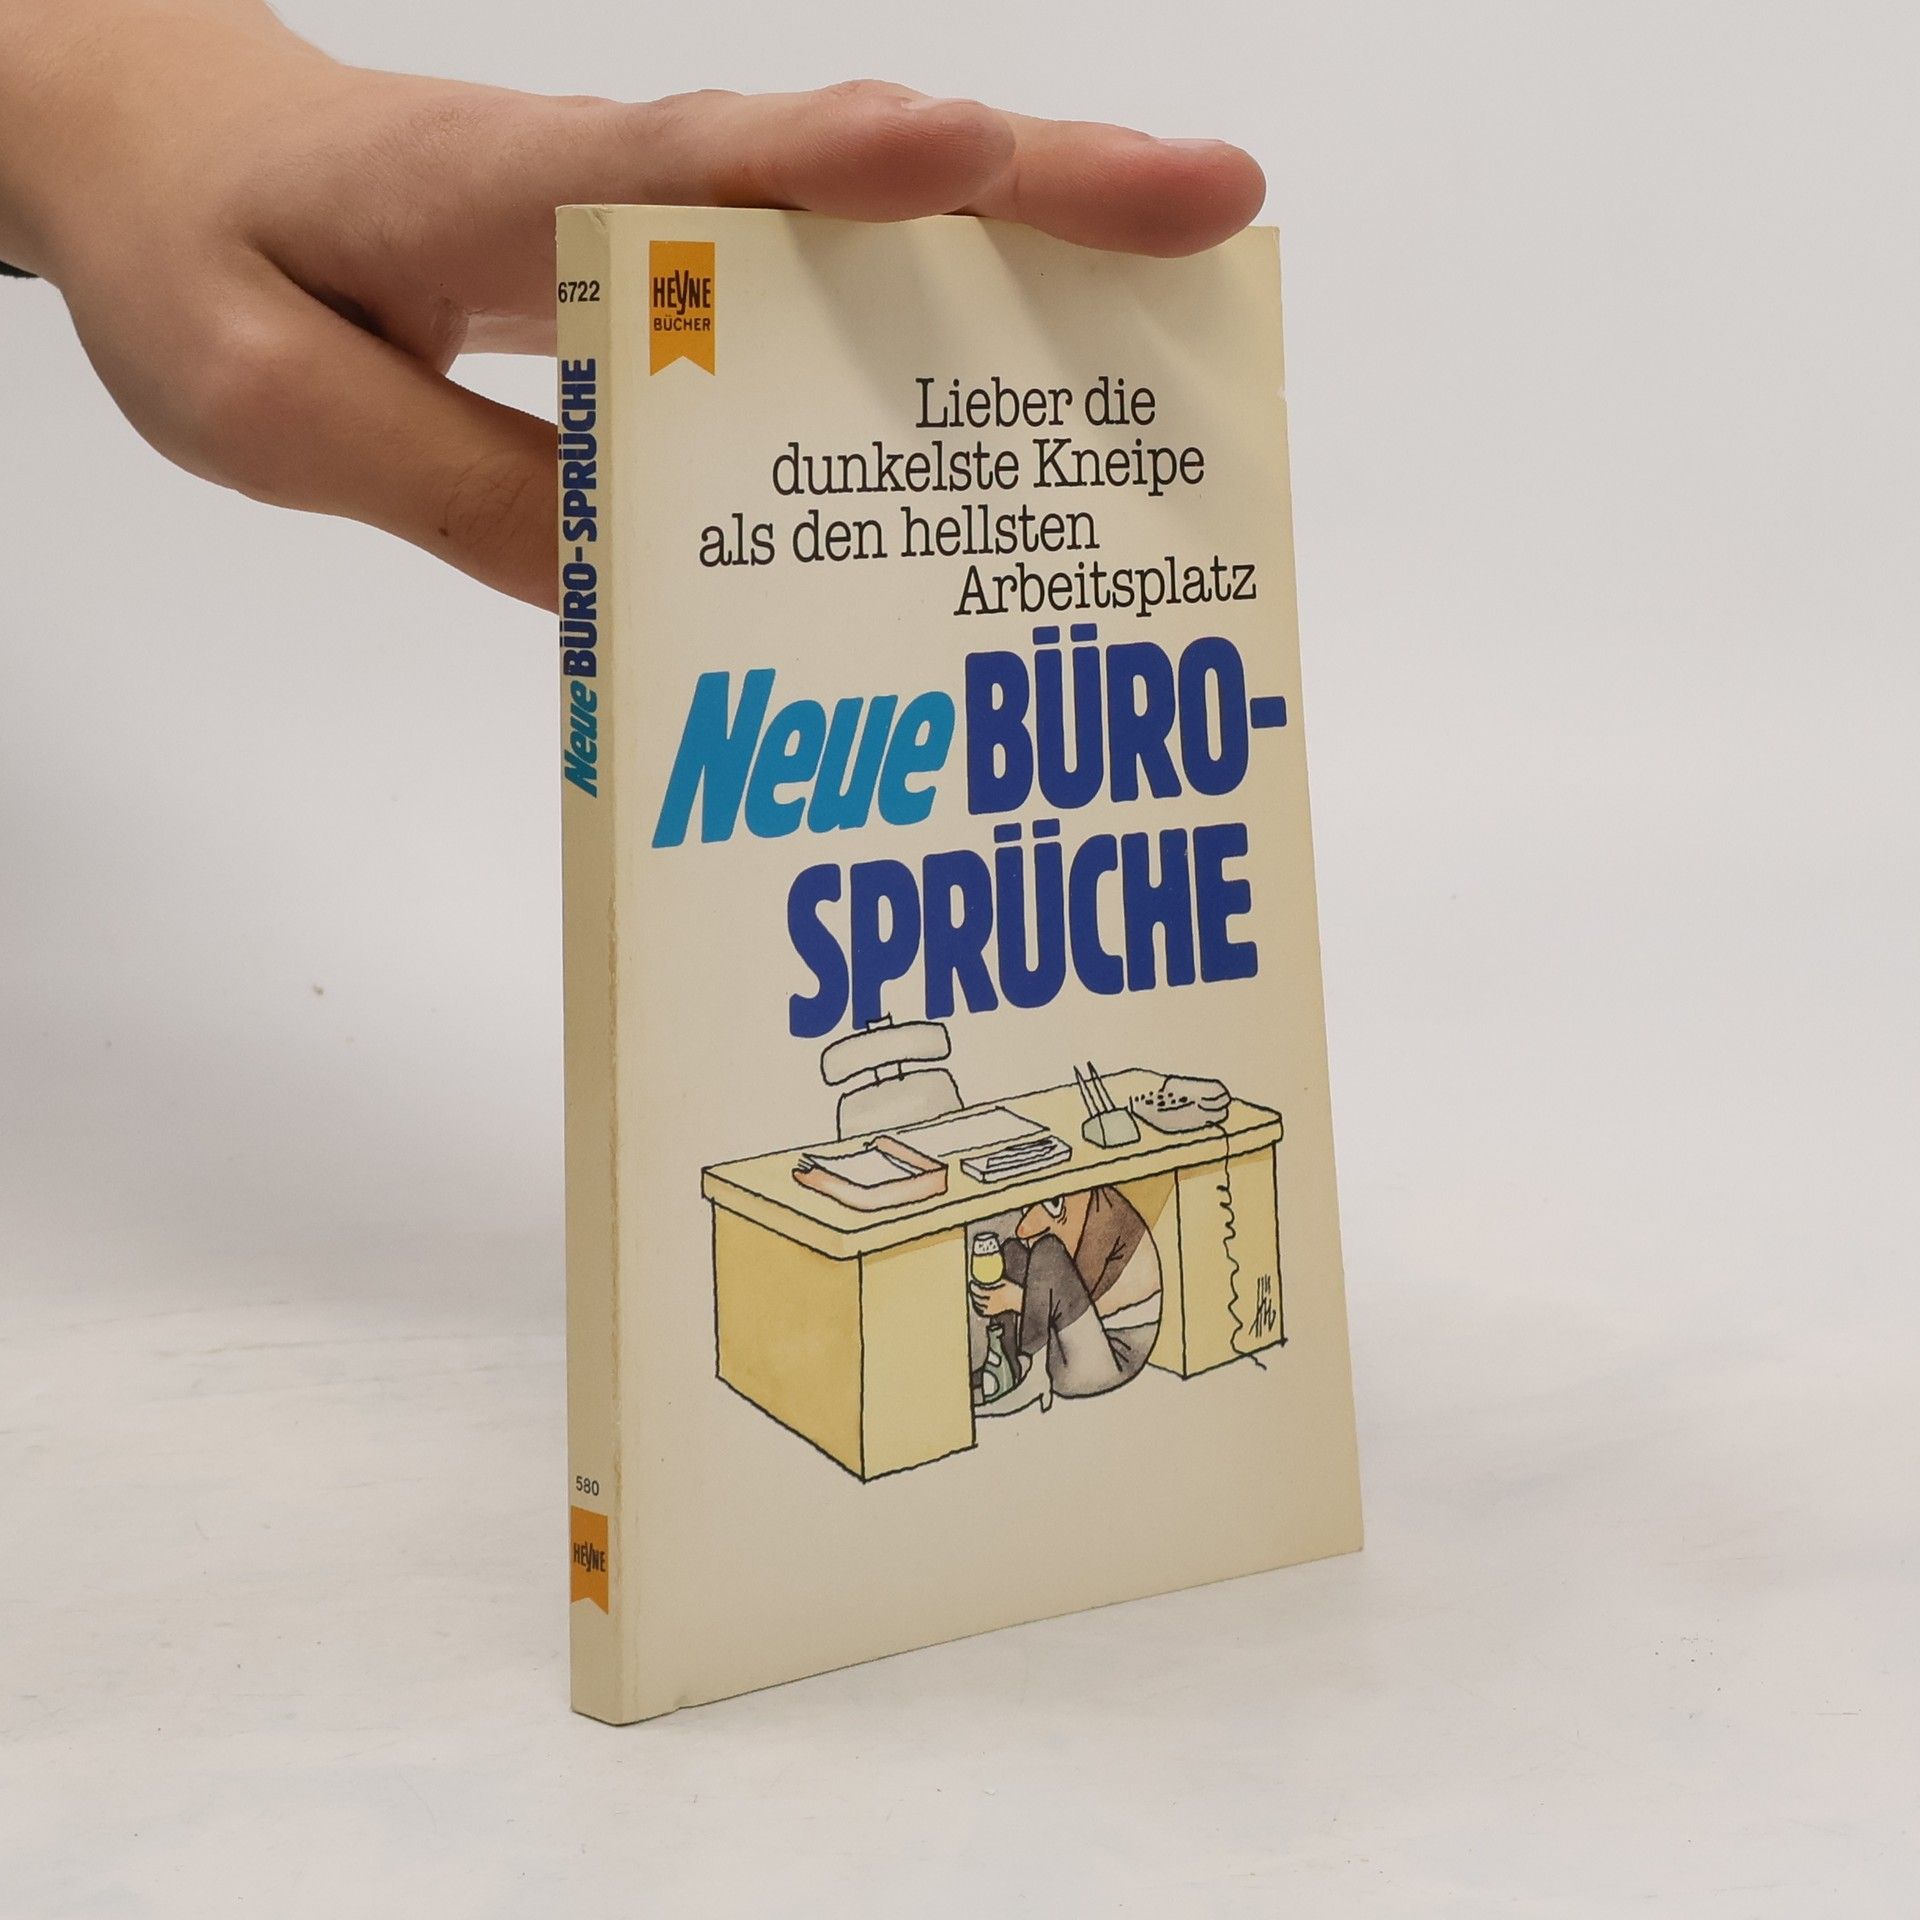 6722
Neue BÜRO-SPRÜCHE
580
HEYNE
HEYNE
BÜCHER
Lieber die
dunkelste Kneipe
als den hellsten
Arbeitsplatz
Neue BÜRO-
SPRÜCHE